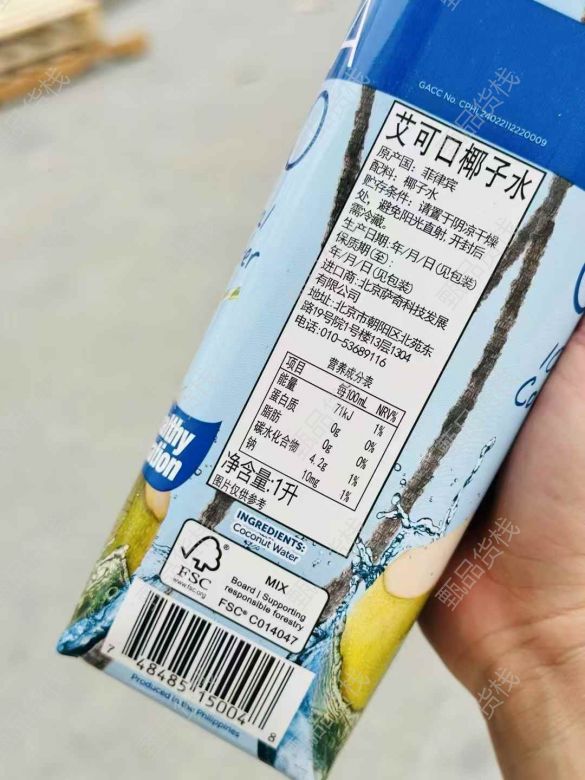 GACC No. CPHL24022112220009
艾可口椰子水
原产国：菲律宾
配料：椰子水
贮存条件：请置于阴凉干燥
处，避免阳光直射，开封后
需冷藏。
生产日期:年/月/日(见包装)
保质期(至)：
年/月/日(见包装)
进口商:北京萨奇科技发展
有限公司
地址:北京市朝阳区北苑东
路19号院1号楼13层1304
电话:010-53689116
营养成分表
项目 每100mL NRV%
能量 71kJ 1%
蛋白质 0g 0%
脂肪 0g 0%
碳水化合物 4.2g 1%
钠 10mg 1%
净含量:1升
图片仅供参考
INGREDIENTS:
Coconut Water
FSC®
www.fsc.org
MIX
Board | Supporting
responsible forestry
FSC® C014047
7 48485 15004 8
Produced in the Philippines
甄品货栈